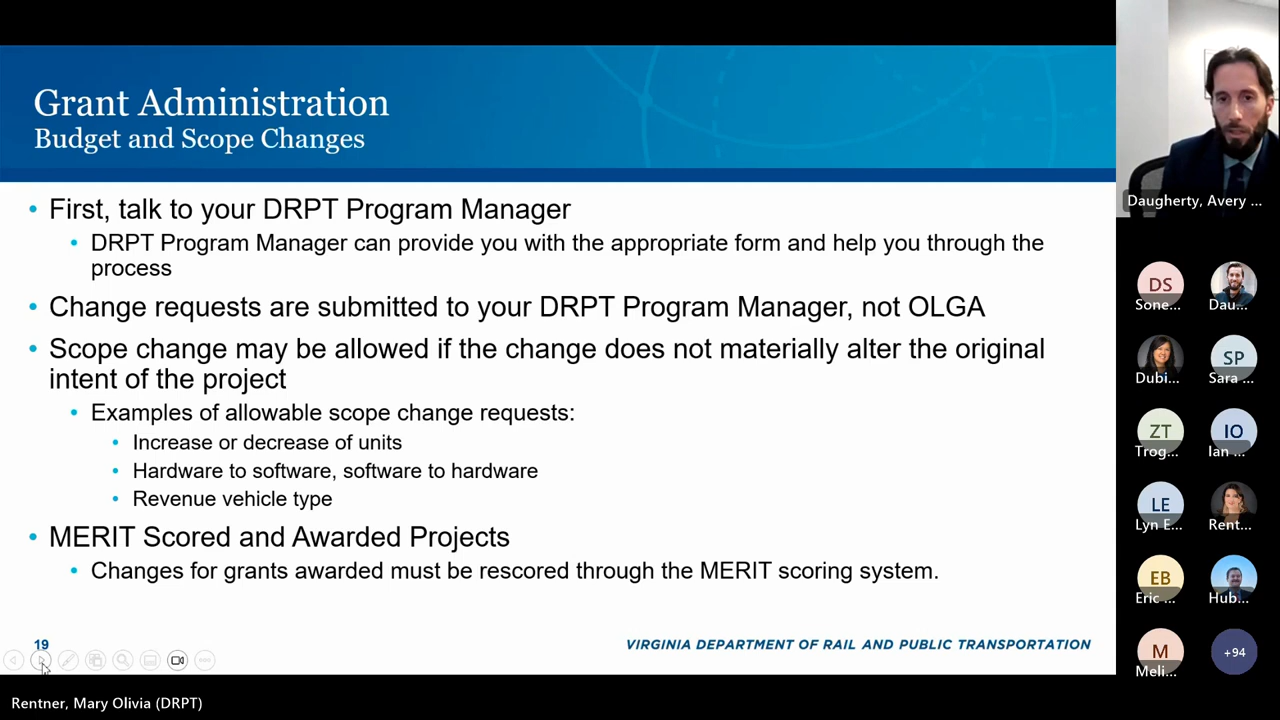 Grant Administration
Budget and Scope Changes
• First, talk to your DRPT Program Manager
• DRPT Program Manager can provide you with the appropriate form and help you through the
process
• Change requests are submitted to your DRPT Program Manager, not OLGA
• Scope change may be allowed if the change does not materially alter the original
intent of the project
• Examples of allowable scope change requests:
• Increase or decrease of units
• Hardware to software, software to hardware
• Revenue vehicle type
• MERIT Scored and Awarded Projects
• Changes for grants awarded must be rescored through the MERIT scoring system.
19
VIRGINIA DEPARTMENT OF RAIL AND PUBLIC TRANSPORTATION
Rentner, Mary Olivia (DRPT)
Daugherty, Avery ...
DS
Sone...
Dau...
Dubi...
SP
Sara ...
ZT
Trog...
IO
Ian ...
LE
Lyn E...
Rent...
EB
Eric ...
Hub...
M
Meli...
+94